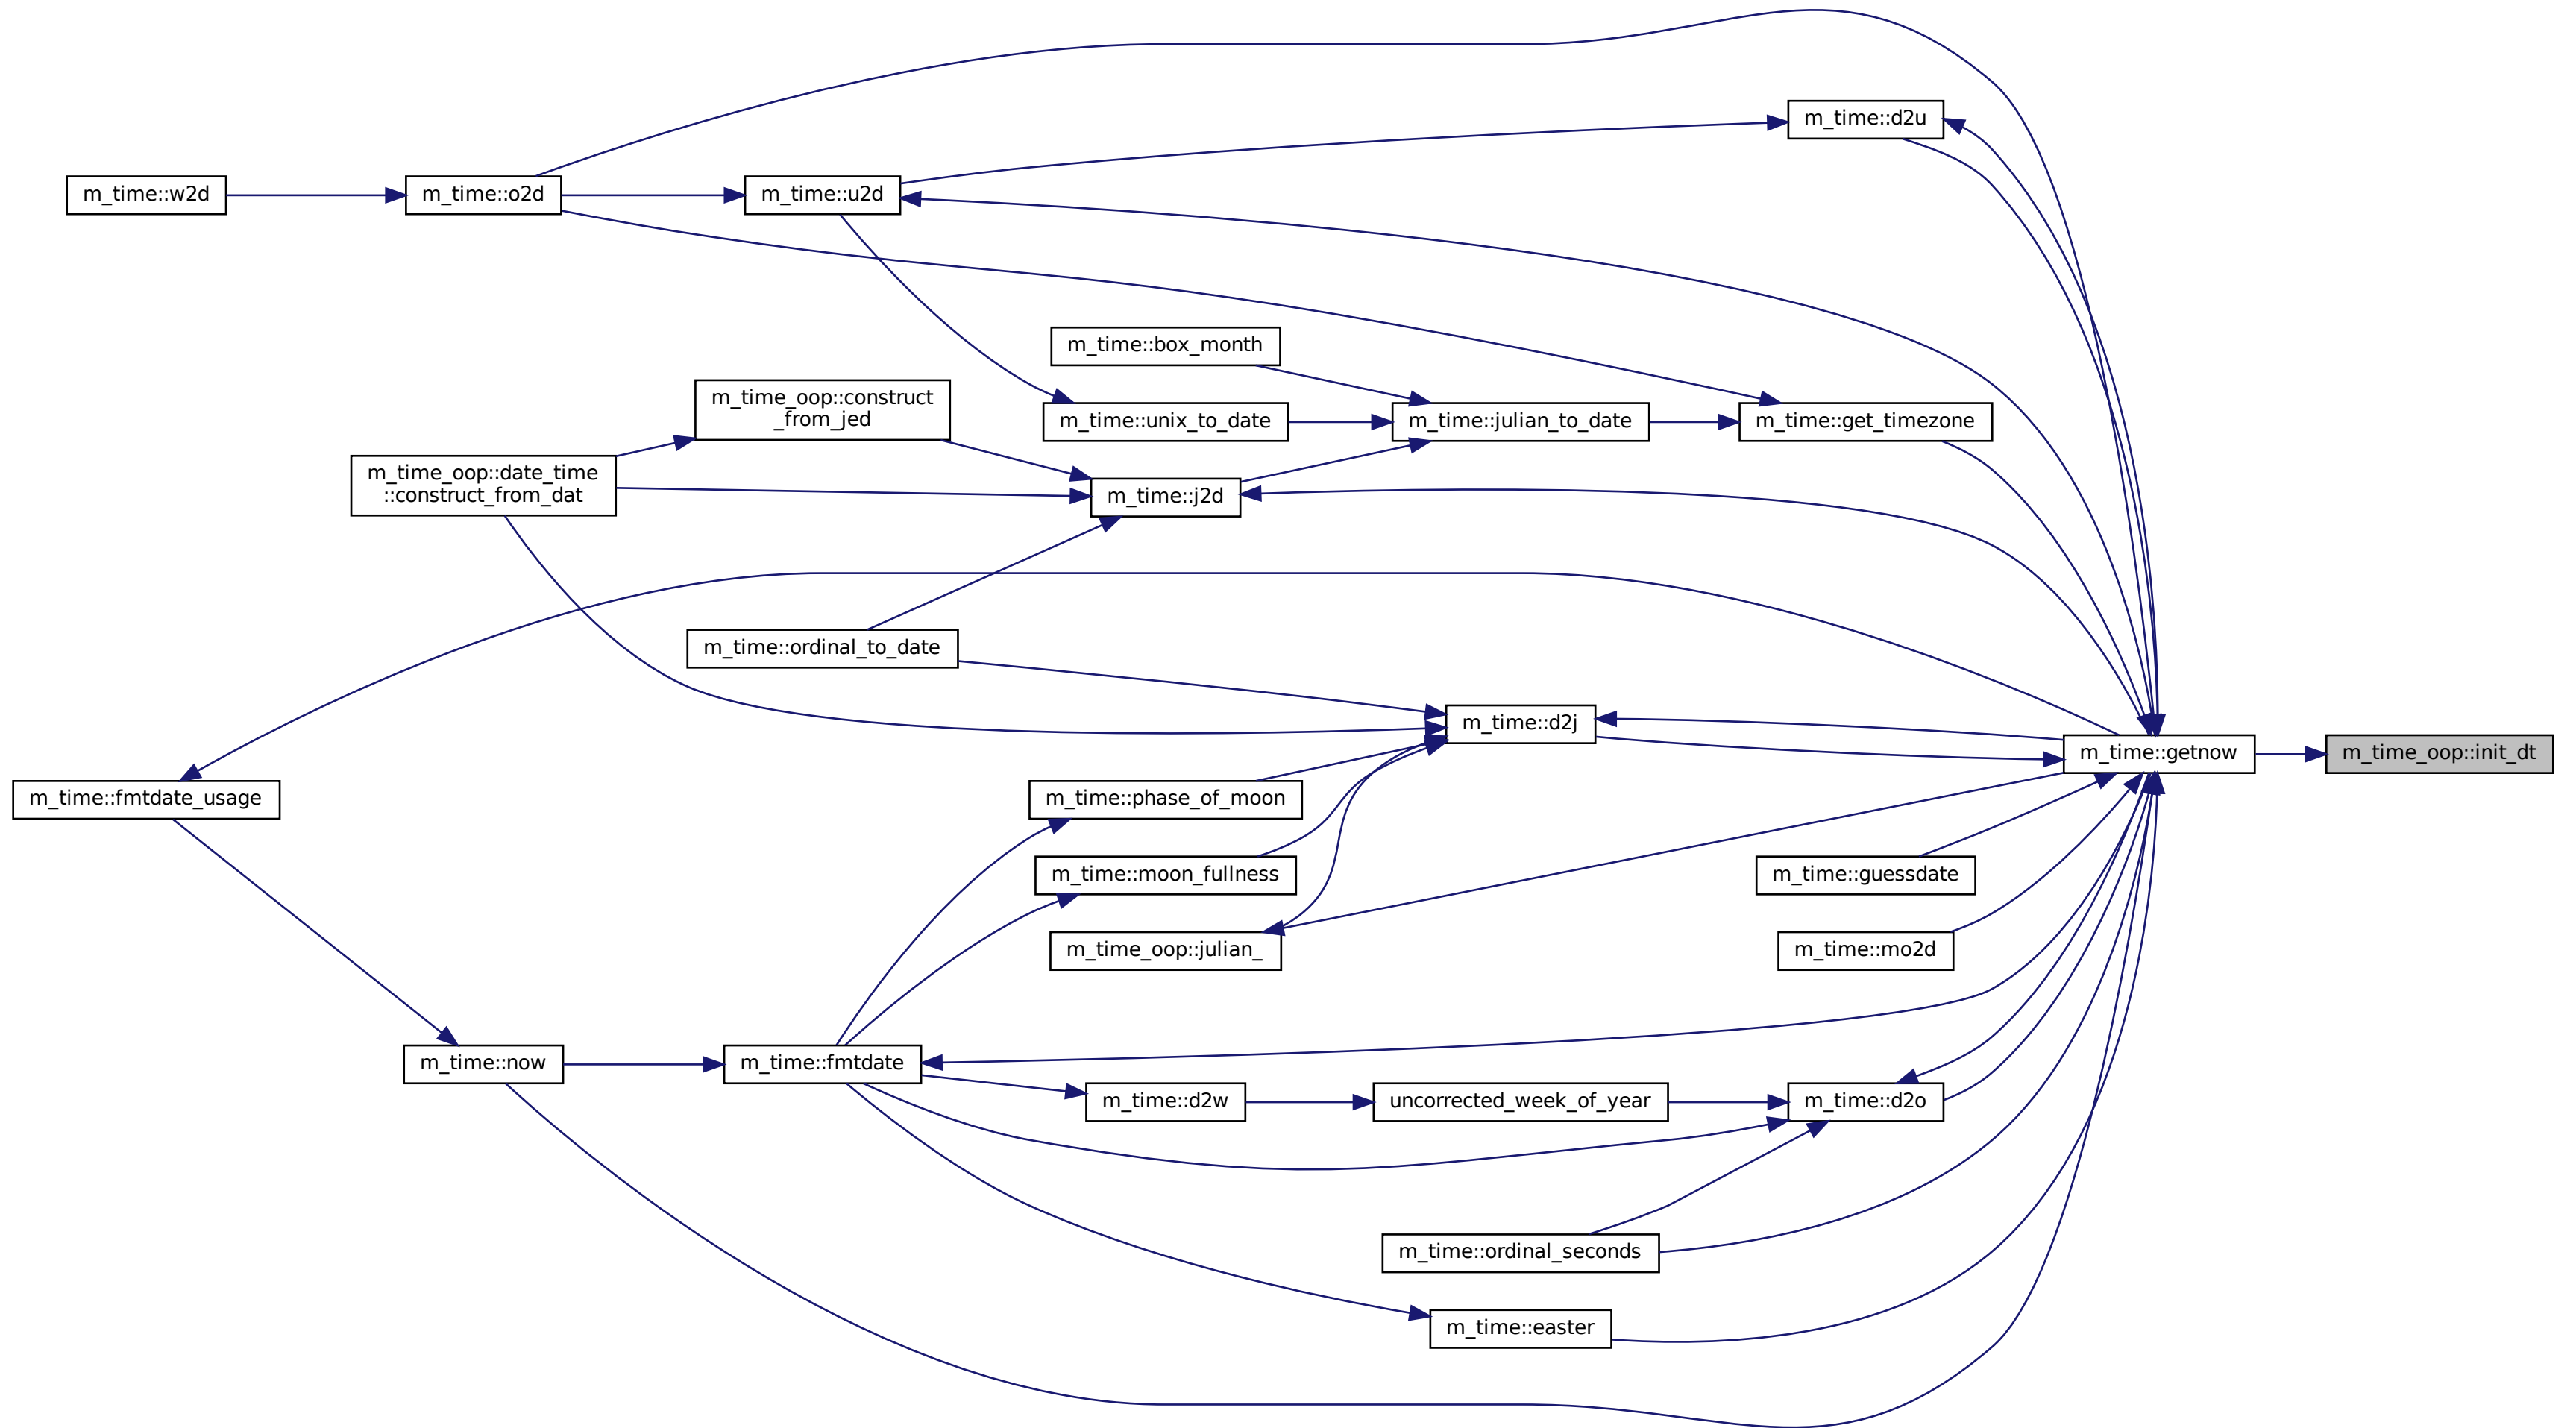 m_time::d2u
m_time::w2d
m_time::o2d
m_time::u2d
m_time::box_month
m_time_oop::construct
_from_jed
m_time::unix_to_date
m_time::julian_to_date
m_time::get_timezone
m_time_oop::date_time
::construct_from_dat
m_time::j2d
m_time::ordinal_to_date
m_time::d2j
m_time::getnow
m_time_oop::init_dt
m_time::fmtdate_usage
m_time::phase_of_moon
m_time::moon_fullness
m_time::guessdate
m_time_oop::julian_
m_time::mo2d
m_time::now
m_time::fmtdate
m_time::d2w
uncorrected_week_of_year
m_time::d2o
m_time::ordinal_seconds
m_time::easter